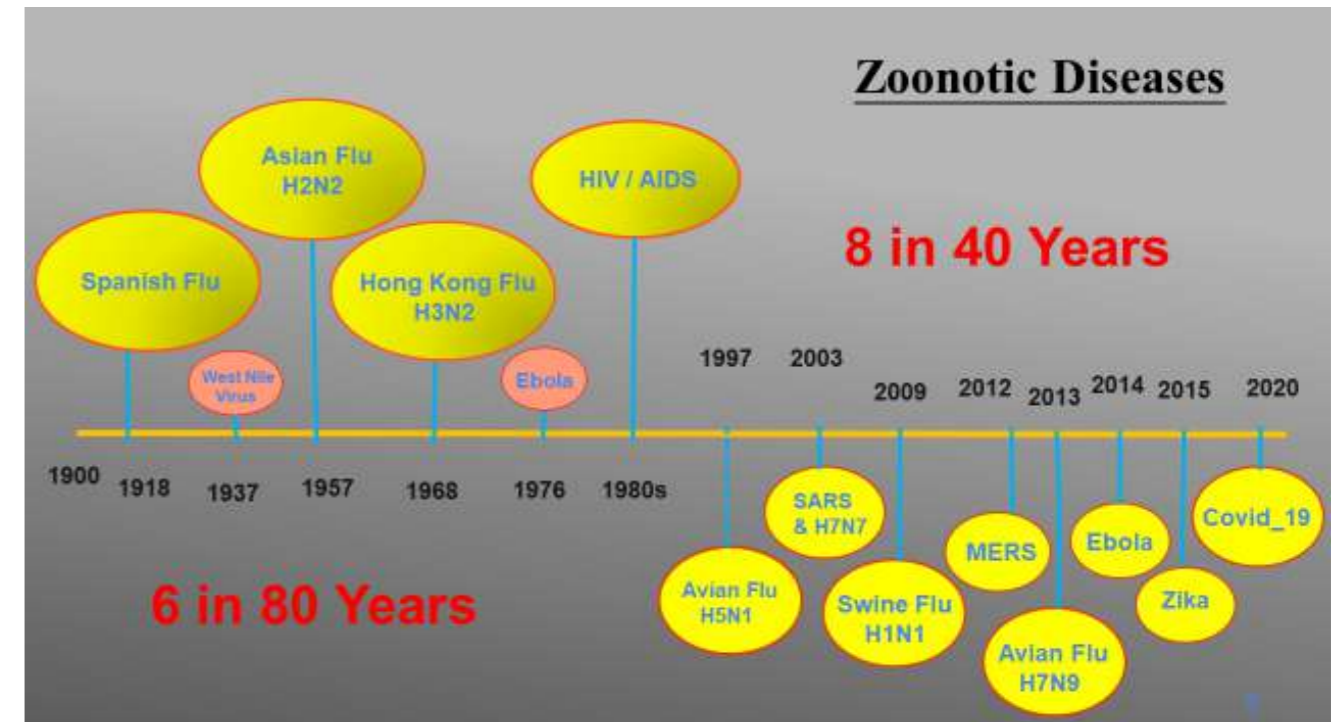 Zoonotic Diseases
Asian Flu
H2N2
HIV / AIDS
Spanish Flu
Hong Kong Flu
H3N2
8 in 40 Years
West Nile
Virus
Ebola
1997
2003
2009
2012
2013
2014
2015
2020
1900
1918
1937
1957
1968
1976
1980s
6 in 80 Years
Avian Flu
H5N1
SARS
& H7N7
Swine Flu
H1N1
MERS
Avian Flu
H7N9
Ebola
Zika
Covid_19